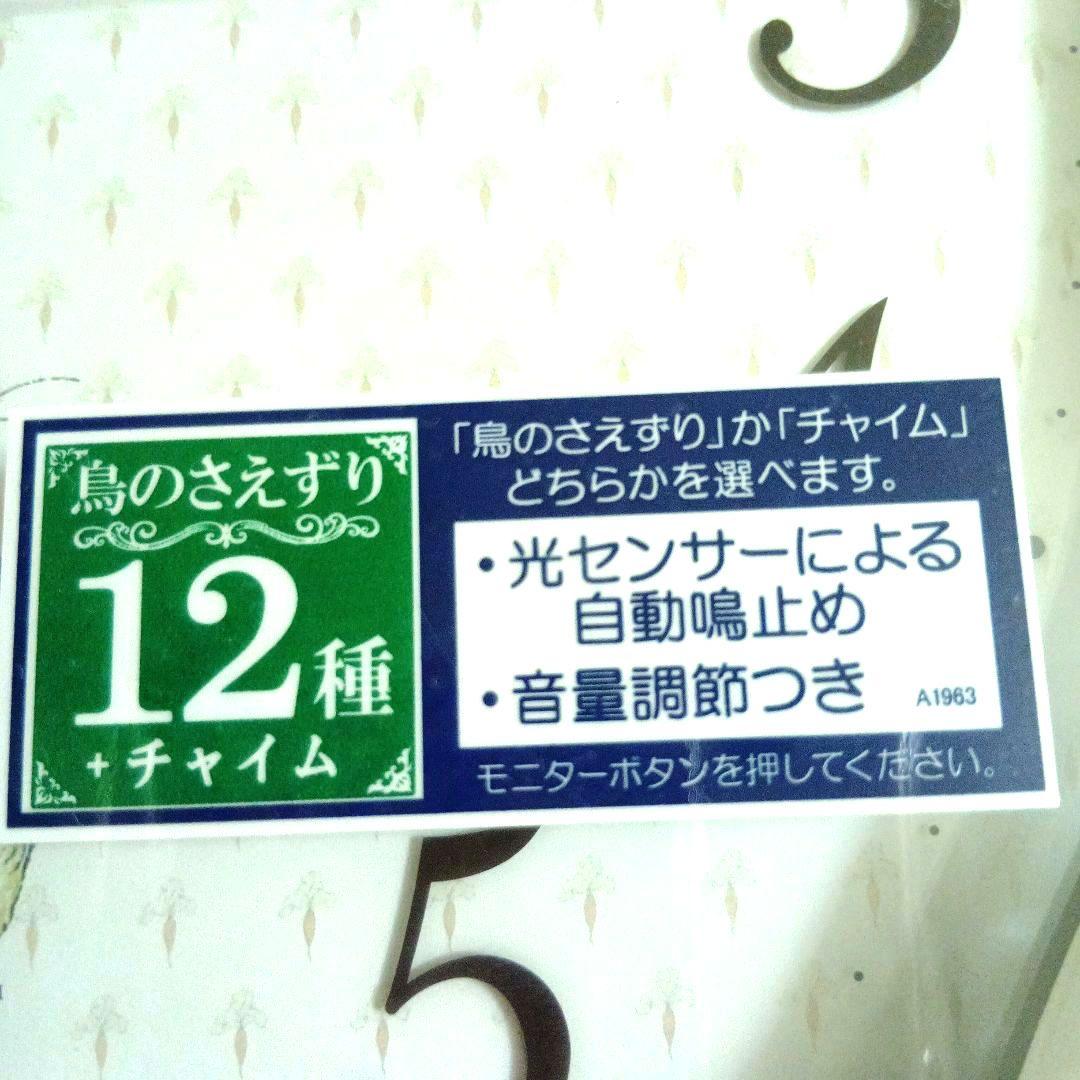 3
4
鳥のさえずり
12種
+チャイム
「鳥のさえずり」か「チャイム」
どちらかを選べます。
・光センサーによる
自動鳴止め
・音量調節つき
A1963
モニターボタンを押してください。
5